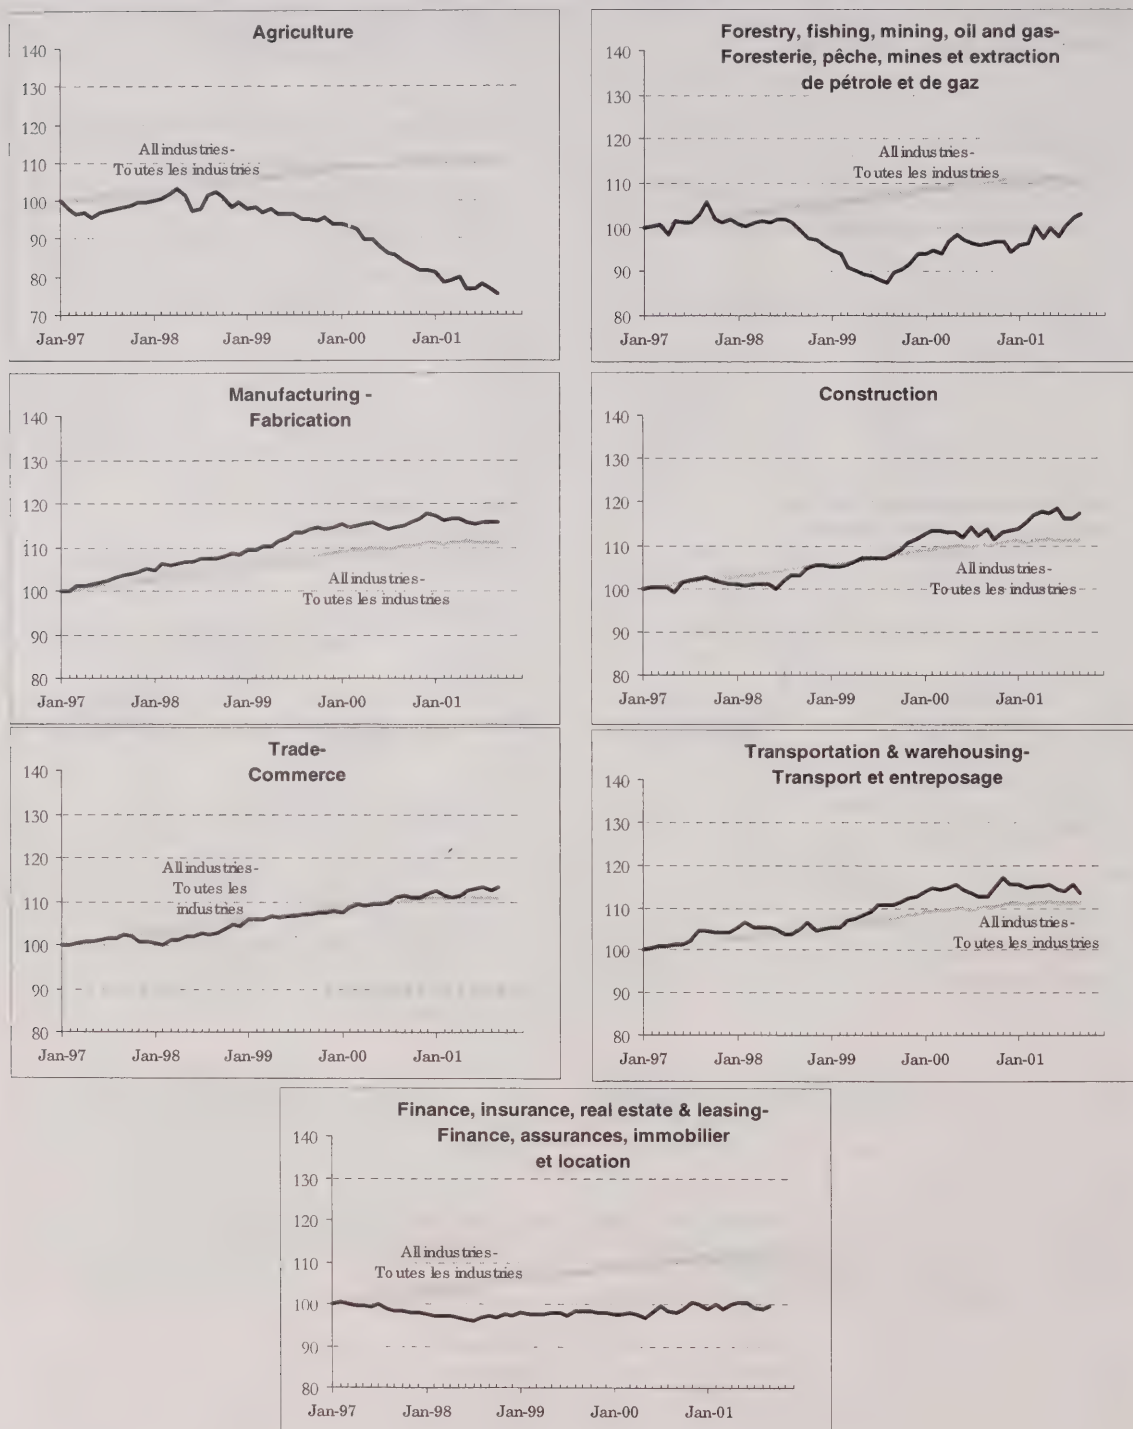 Agriculture
140
130
120
110
100
90
80
70
All industries-
Toutes les industries
Jan-97 Jan-98 Jan-99 Jan-00 Jan-01
Forestry, fishing, mining, oil and gas-
Foresterie, pêche, mines et extraction
de pétrole et de gaz
140
130
120
110
100
90
80
All industries-
Toutes les industries
Jan-97 Jan-98 Jan-99 Jan-00 Jan-01
Manufacturing -
Fabrication
140
130
120
110
100
90
80
All industries-
Toutes les industries
Jan-97 Jan-98 Jan-99 Jan-00 Jan-01
Construction
140
130
120
110
100
90
80
All industries-
Toutes les industries
Jan-97 Jan-98 Jan-99 Jan-00 Jan-01
Trade-
Commerce
140
130
120
110
100
90
80
All industries-
Toutes les
industries
Jan-97 Jan-98 Jan-99 Jan-00 Jan-01
Transportation & warehousing-
Transport et entreposage
140
130
120
110
100
90
80
All industries-
Toutes les industries
Jan-97 Jan-98 Jan-99 Jan-00 Jan-01
Finance, insurance, real estate & leasing-
Finance, assurances, immobilier
et location
140
130
120
110
100
90
80
All industries-
Toutes les industries
Jan-97 Jan-98 Jan-99 Jan-00 Jan-01